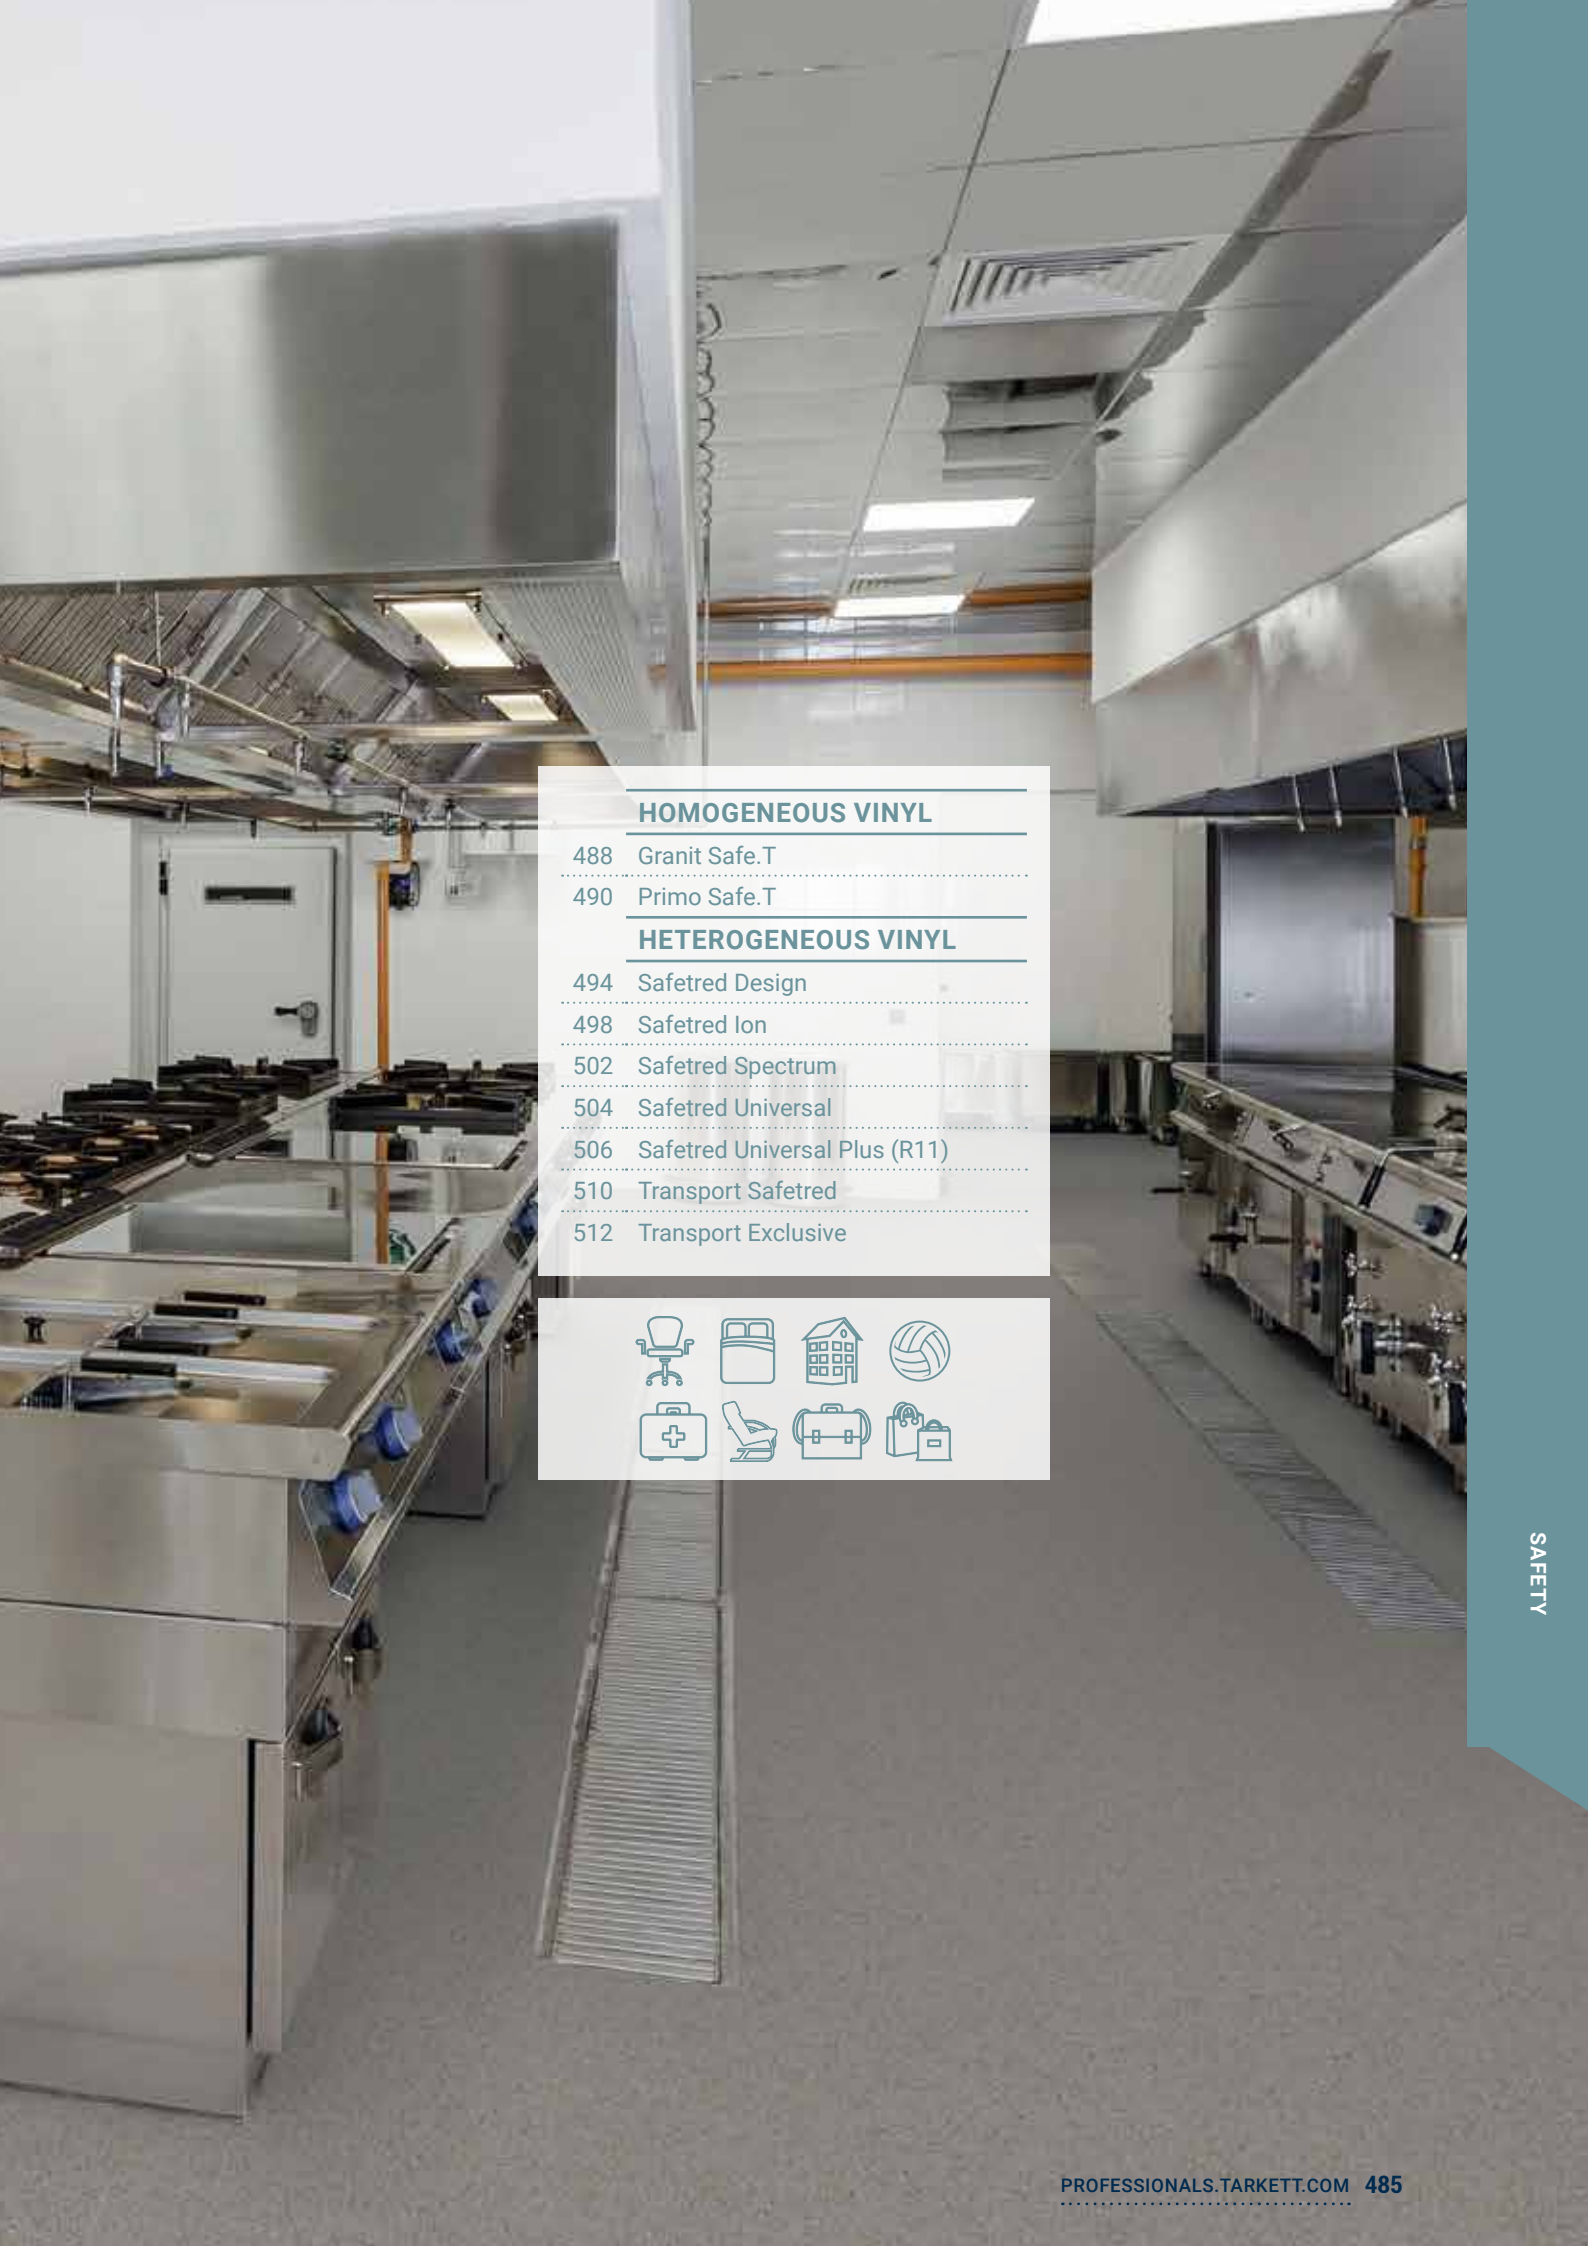 HOMOGENEOUS VINYL
488 Granit Safe.T
490 Primo Safe.T
HETEROGENEOUS VINYL
494 Safetred Design
498 Safetred Ion
502 Safetred Spectrum
504 Safetred Universal
506 Safetred Universal Plus (R11)
510 Transport Safetred
512 Transport Exclusive
SAFETY
PROFESSIONALS.TARKETT.COM 485